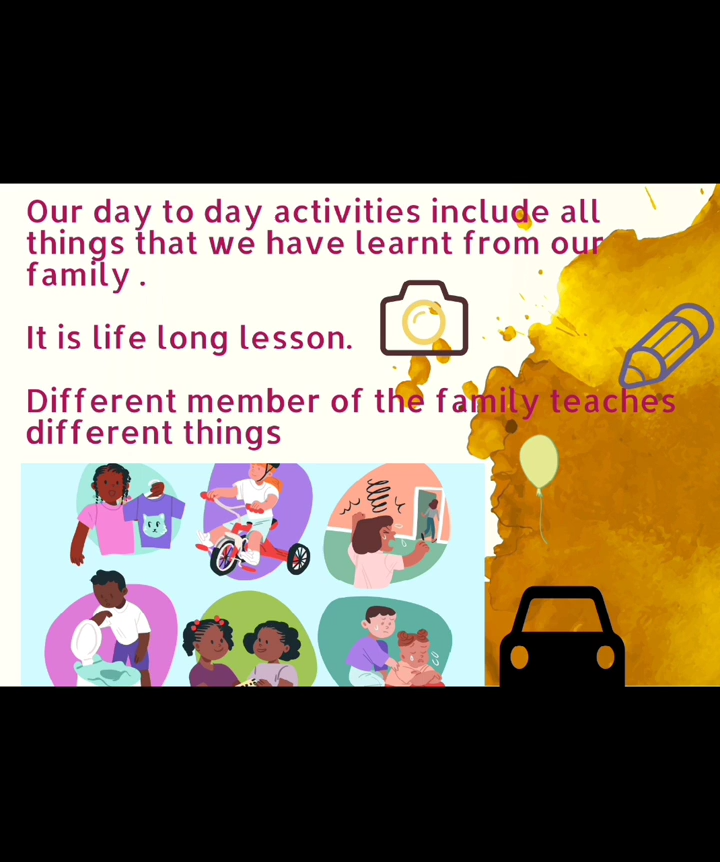 Our day to day activities include all
things that we have learnt from our
family .
It is life long lesson.
Different member of the family teaches
different things